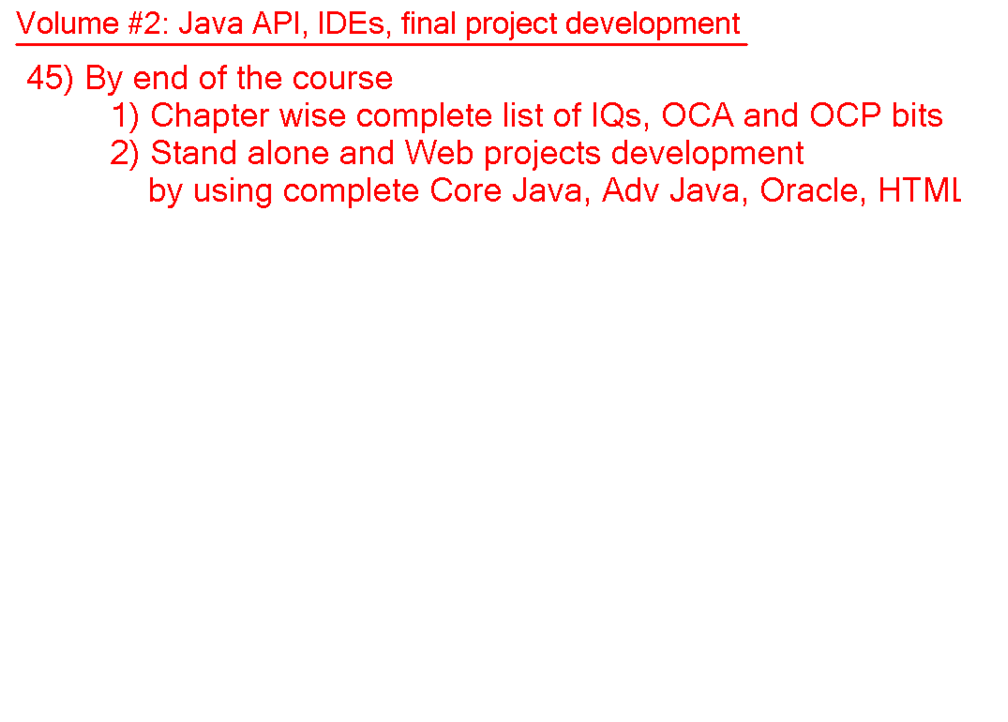 Volume #2: Java API, IDEs, final project development
45) By end of the course
1) Chapter wise complete list of IQs, OCA and OCP bits
2) Stand alone and Web projects development
by using complete Core Java, Adv Java, Oracle, HTML